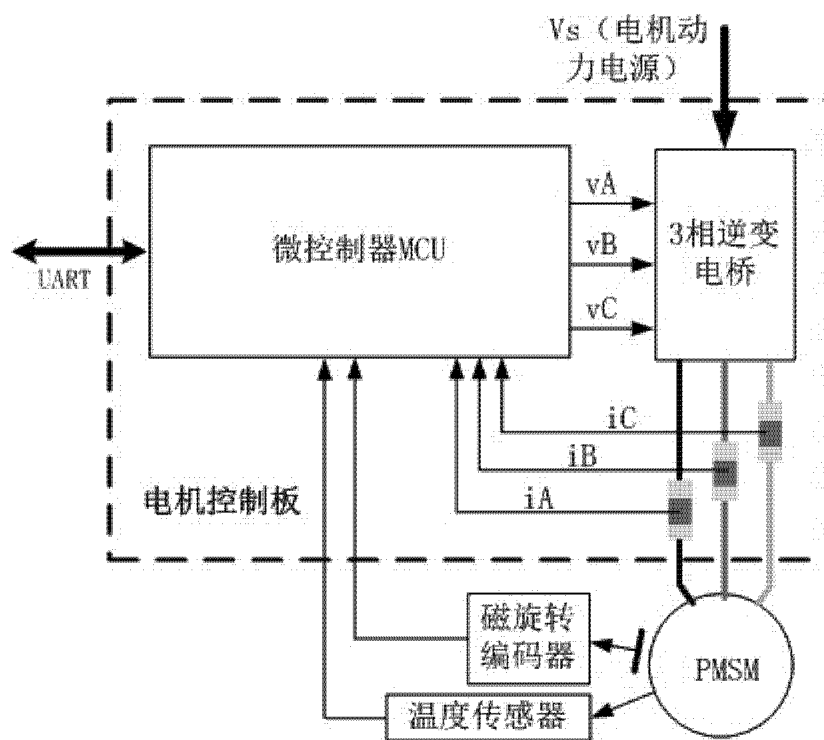 Vs（电机动
力电源）
微控制器MCU
vA
vB
vC
3相逆变
电桥
UART
iC
iB
iA
电机控制板
磁旋转
编码器
PMSM
温度传感器